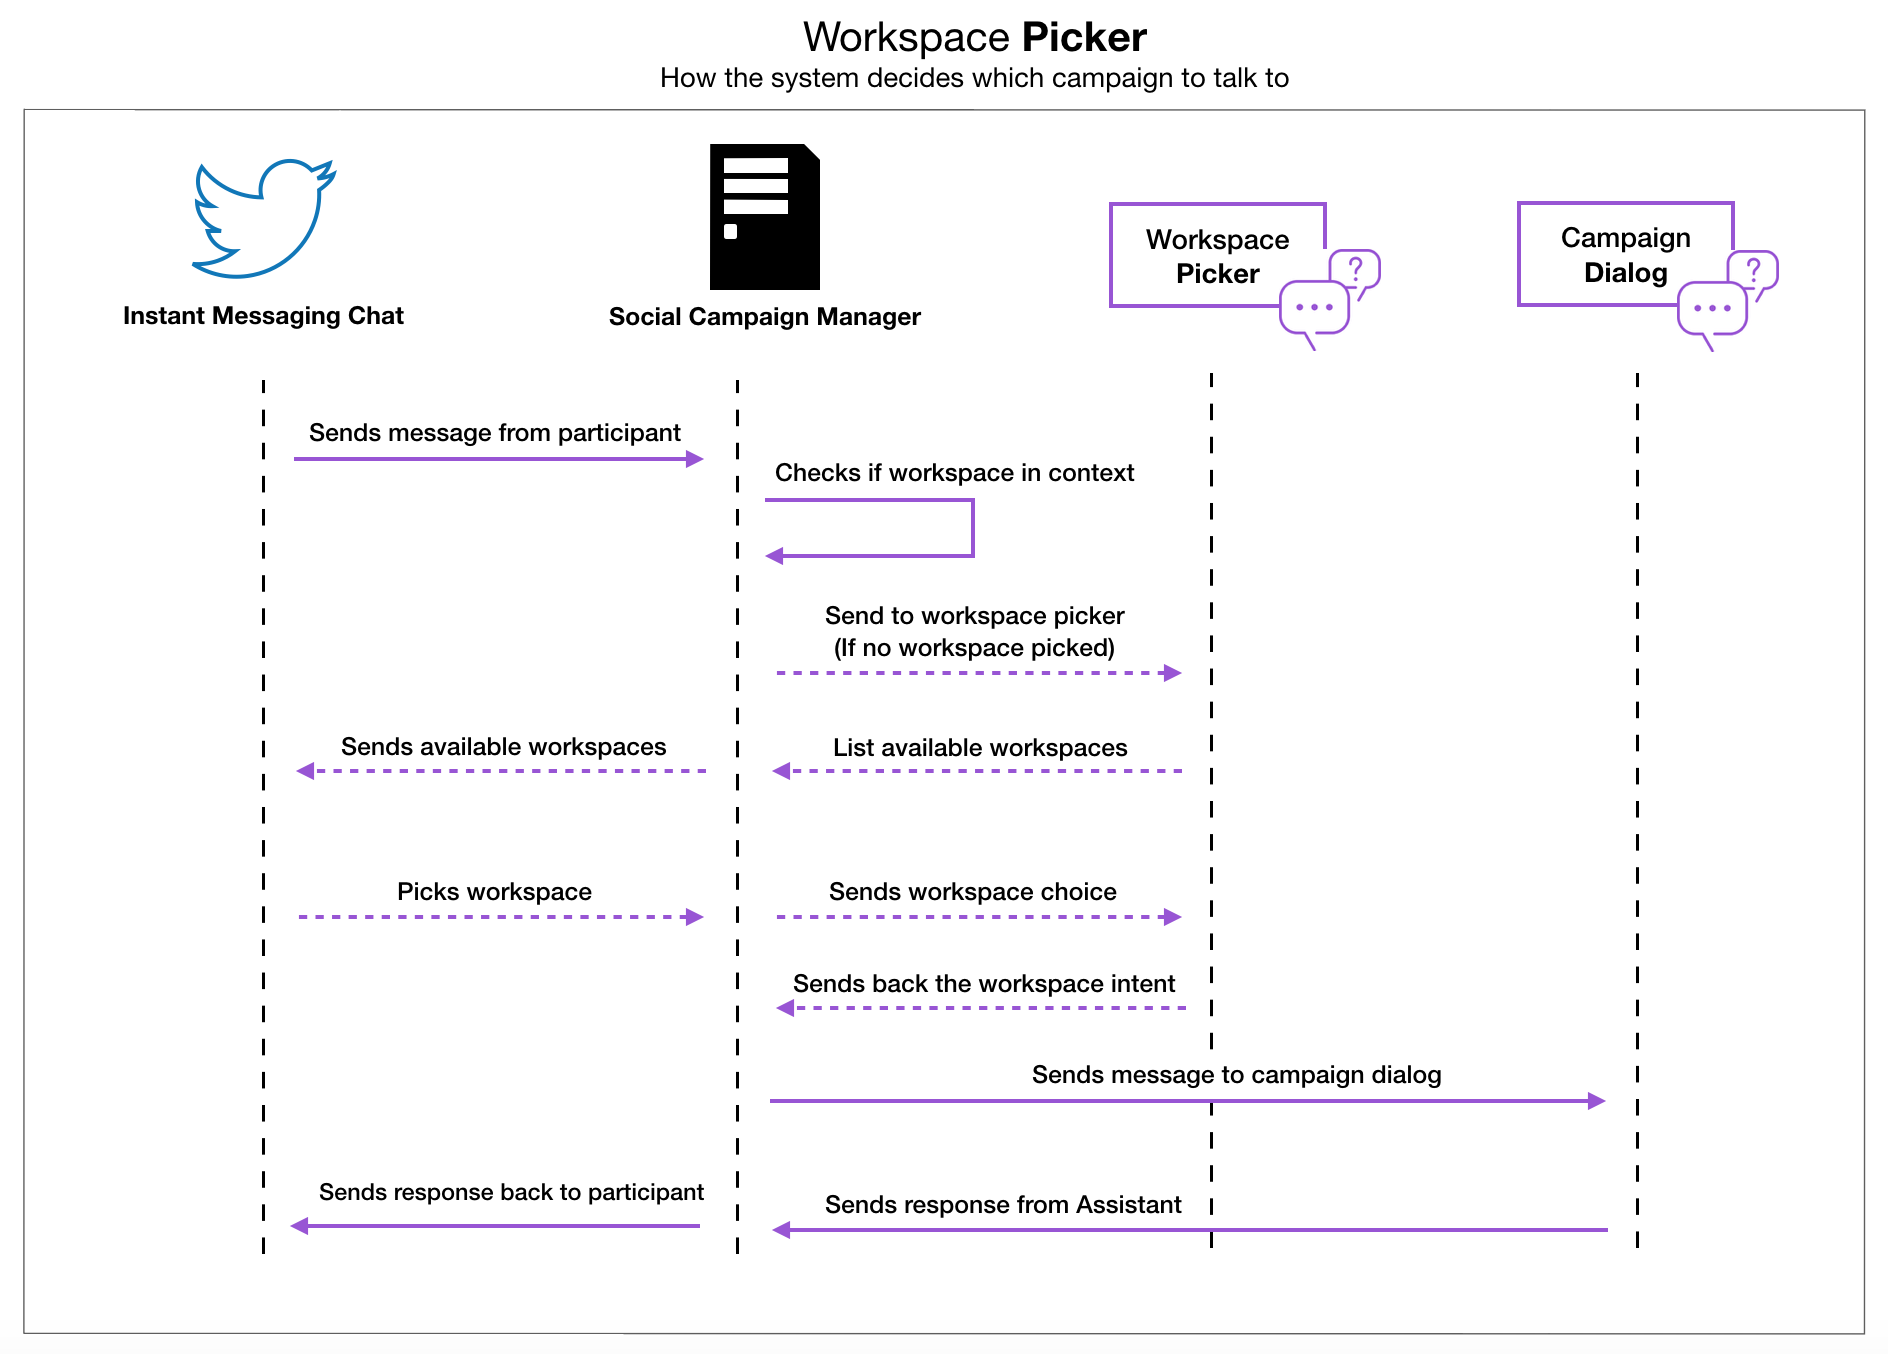 Workspace Picker
How the system decides which campaign to talk to
Instant Messaging Chat
Social Campaign Manager
Workspace
Picker
?
Campaign
Dialog
?
Sends message from participant
Checks if workspace in context
Send to workspace picker
(If no workspace picked)
Sends available workspaces
List available workspaces
Picks workspace
Sends workspace choice
Sends back the workspace intent
Sends message to campaign dialog
Sends response back to participant
Sends response from Assistant